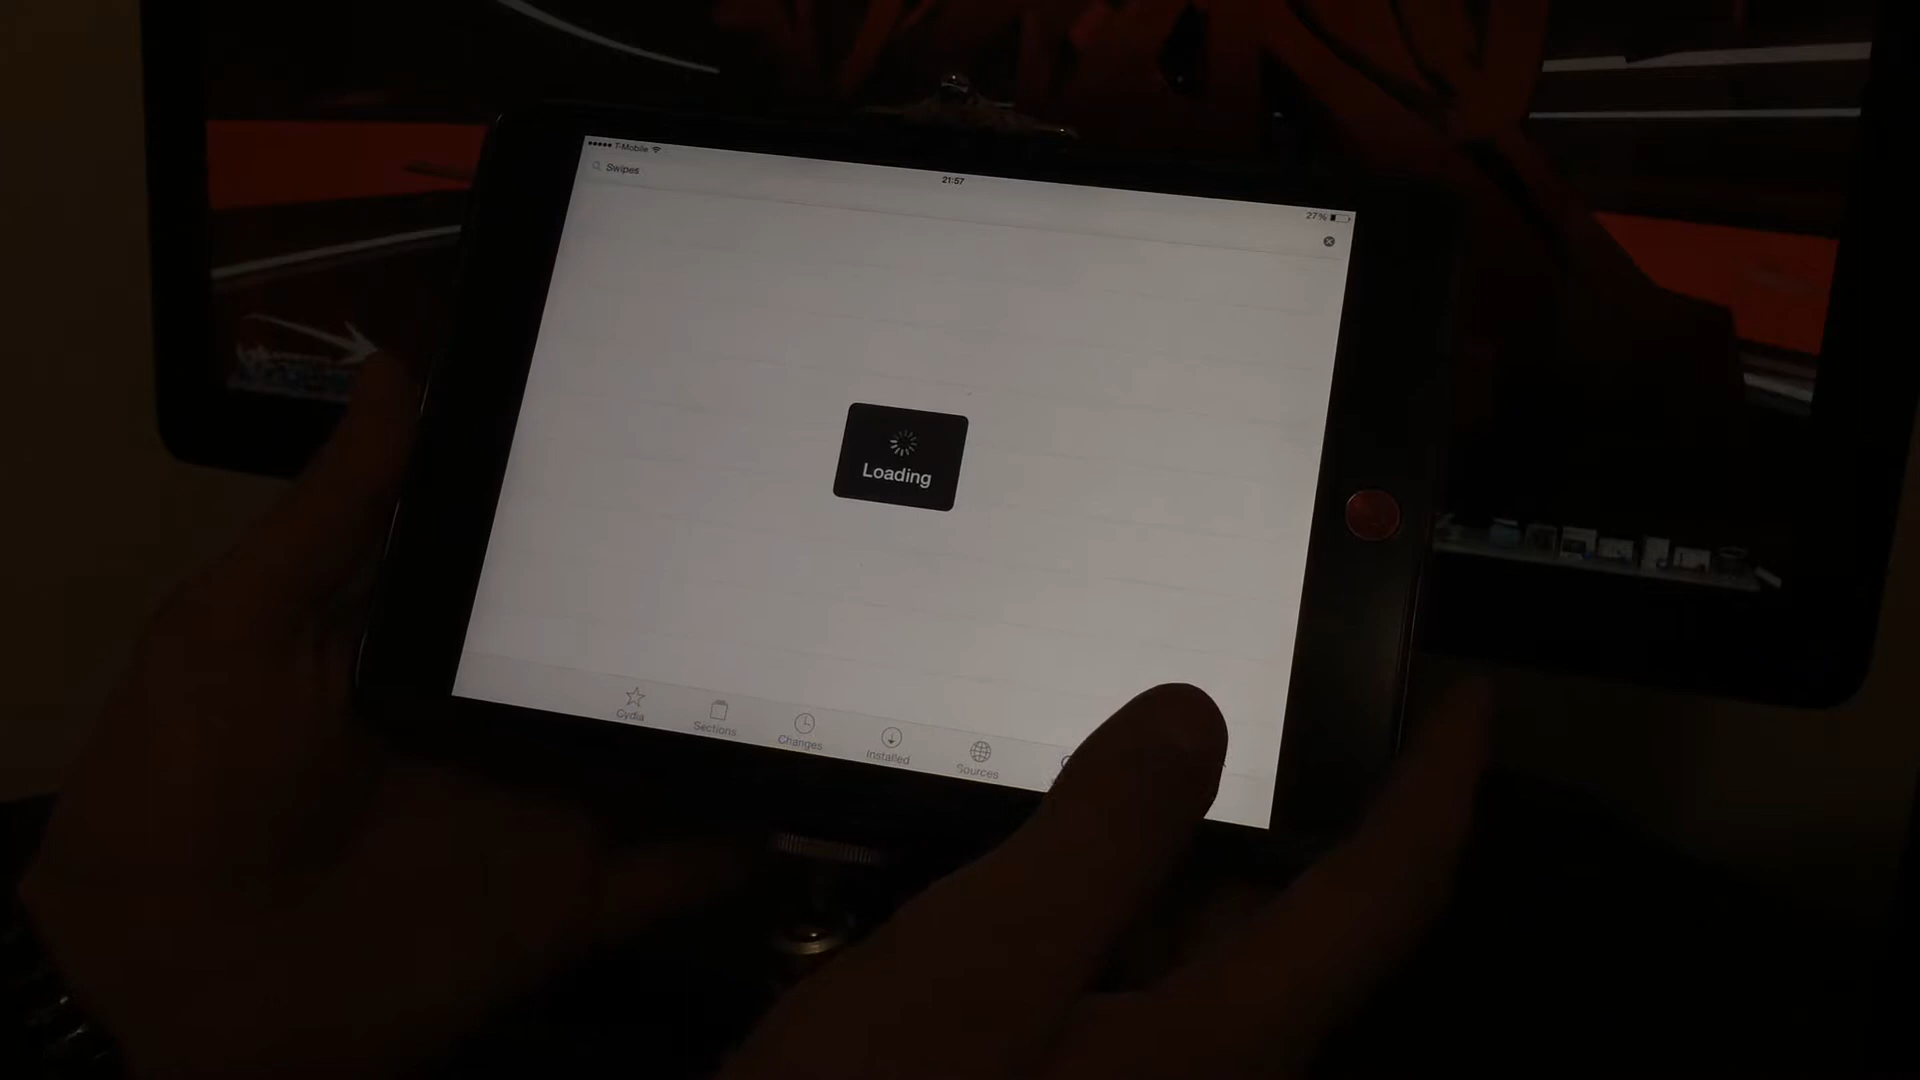 T-Mobile
21:57
27%
Swipes
Loading
Cydia
Sections
Changes
Installed
Sources